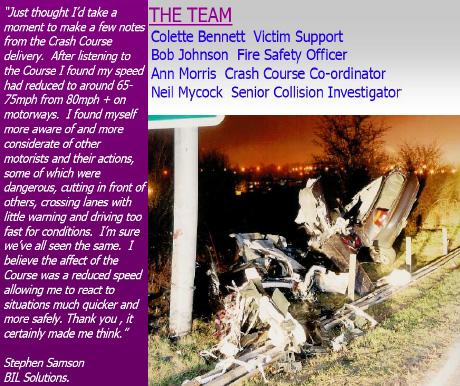 "Just thought I'd take a
moment to make a few notes
from the Crash Course
delivery.  After listening to
the Course I found my speed
had reduced to around 65-
75mph from 80mph + on
motorways.  I found myself
more aware of and more
considerate of other
motorists and their actions,
some of which were
dangerous, cutting in front of
others, crossing lanes with
little warning and driving too
fast for conditions.  I'm sure
we've all seen the same.  I
believe the affect of the
Course was a reduced speed
allowing me to react to
situations much quicker and
more safely. Thank you , it
certainly made me think."
Stephen Samson
BIL Solutions.
THE TEAM
Colette Bennett  Victim Support
Bob Johnson  Fire Safety Officer
Ann Morris  Crash Course Co-ordinator
Neil Mycock  Senior Collision Investigator